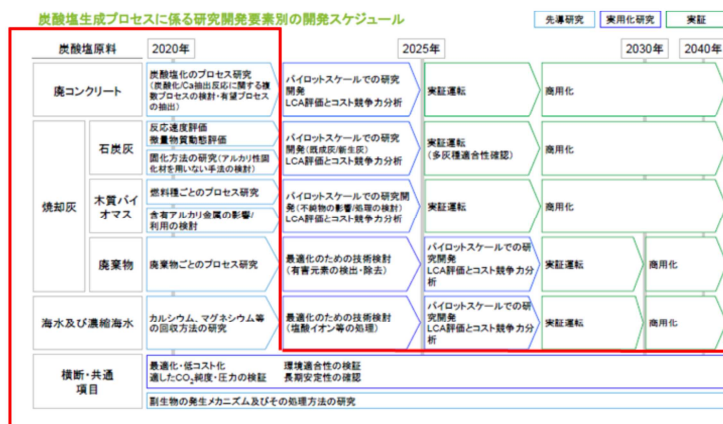 炭酸塩生成プロセスに係る研究開発要素別の開発スケジュール
先導研究
実用化研究
実証
炭酸塩原料
2020年
2025年
2030年
2040年
廃コンクリート
炭酸塩化のプロセス研究
(炭酸化/Ca抽出反応に関する複
数プロセスの検討・有望プロセス
の抽出)
パイロットスケールでの研究
開発
LCA評価とコスト競争力分析
実証運転
商用化
焼却灰
石炭灰
反応速度評価
微量物質動態評価
固化方法の研究(アルカリ性固
化材を用いない手法の検討)
パイロットスケールでの研究
開発(既成灰/新生灰)
LCA評価とコスト競争力分析
実証運転
(多灰種適合性確認)
商用化
木質バイ
オマス
燃料種ごとのプロセス研究
含有アルカリ金属の影響/
利用の検討
パイロットスケールでの研究開
発(不純物の影響/処理の検討)
LCA評価とコスト競争力分析
実証運転
商用化
廃棄物
廃棄物ごとのプロセス研究
最適化のための技術検討
(有害元素の検出・除去)
パイロットスケールでの研
究開発
LCA評価とコスト競争力分
析
実証運転
商用化
海水及び濃縮海水
カルシウム、マグネシウム等
の回収方法の研究
最適化のための技術検討
(塩酸イオン等の処理)
パイロットスケールでの研
究開発
LCA評価とコスト競争力分
析
実証運転
商用化
横断・共通
項目
最適化・低コスト化
適したCO2純度・圧力の検証
環境適合性の検証
長期安定性の確認
副生物の発生メカニズム及びその処理方法の研究